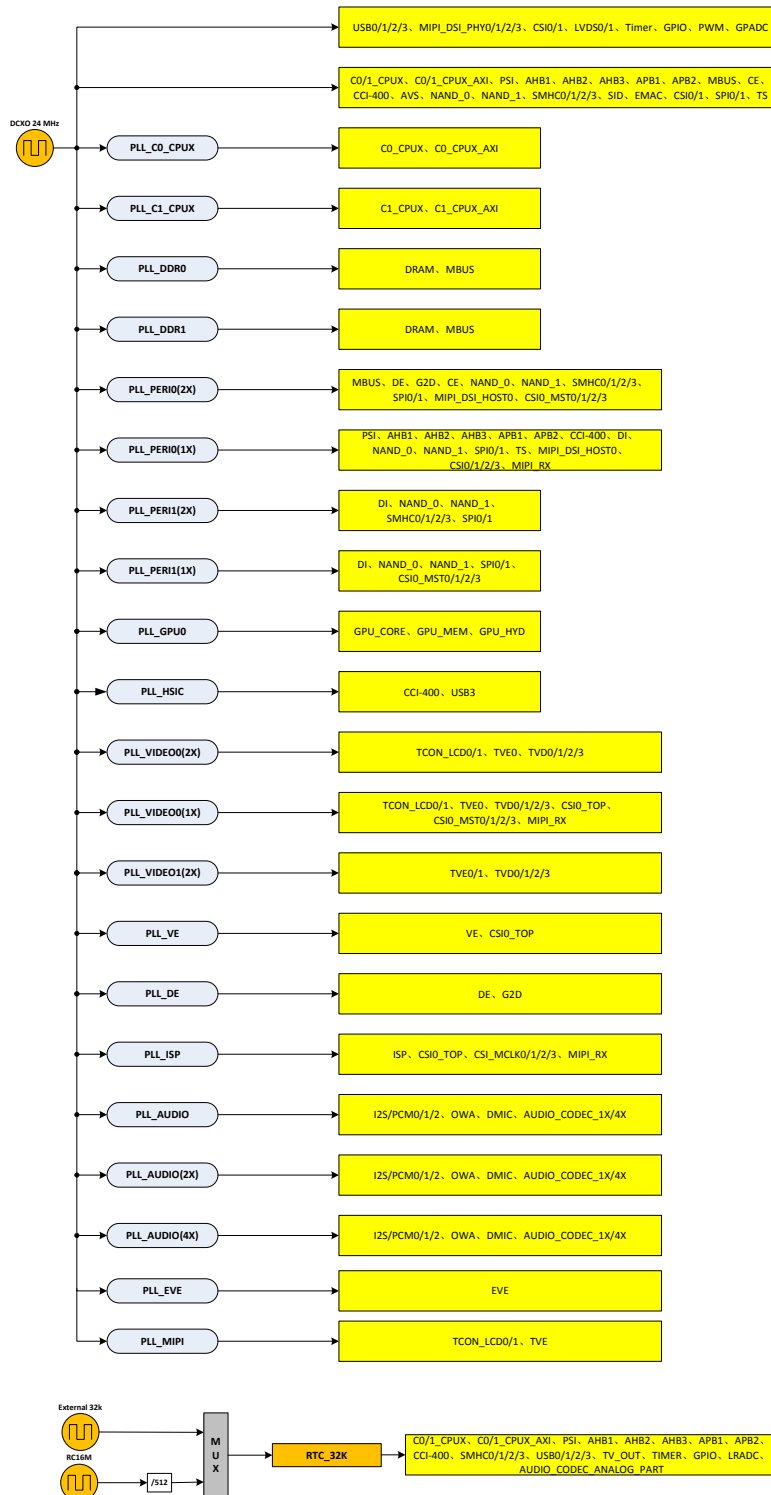 USB0/1/2/3、MIPI_DSI_PHY0/1/2/3、CSI0/1、LVDS0/1、Timer、GPIO、PWM、GPADC
C0/1_CPUX、C0/1_CPUX_AXI、PSI、AHB1、AHB2、AHB3、APB1、APB2、MBUS、CE、
CCI-400、AVS、NAND_0、NAND_1、SMHC0/1/2/3、SID、EMAC、CSI0/1、SPI0/1、TS
DCXO 24 MHz
PLL_C0_CPUX
C0_CPUX、C0_CPUX_AXI
PLL_C1_CPUX
C1_CPUX、C1_CPUX_AXI
PLL_DDR0
DRAM、MBUS
PLL_DDR1
DRAM、MBUS
PLL_PERI0(2X)
MBUS、DE、G2D、CE、NAND_0、NAND_1、SMHC0/1/2/3、
SPI0/1、MIPI_DSI_HOST0、CSI0_MST0/1/2/3
PLL_PERI0(1X)
PSI、AHB1、AHB2、AHB3、APB1、APB2、CCI-400、DI、
NAND_0、NAND_1、SPI0/1、TS、MIPI_DSI_HOST0、
CSI0/1/2/3、MIPI_RX
PLL_PERI1(2X)
DI、NAND_0、NAND_1、
SMHC0/1/2/3、SPI0/1
PLL_PERI1(1X)
DI、NAND_0、NAND_1、SPI0/1、
CSI0_MST0/1/2/3
PLL_GPU0
GPU_CORE、GPU_MEM、GPU_HYD
PLL_HSIC
CCI-400、USB3
PLL_VIDEO0(2X)
TCON_LCD0/1、TVE0、TVD0/1/2/3
PLL_VIDEO0(1X)
TCON_LCD0/1、TVE0、TVD0/1/2/3、CSI0_TOP、
CSI0_MST0/1/2/3、MIPI_RX
PLL_VIDEO1(2X)
TVE0/1、TVD0/1/2/3
PLL_VE
VE、CSI0_TOP
PLL_DE
DE、G2D
PLL_ISP
ISP、CSI0_TOP、CSI_MCLK0/1/2/3、MIPI_RX
PLL_AUDIO
I2S/PCM0/1/2、OWA、DMIC、AUDIO_CODEC_1X/4X
PLL_AUDIO(2X)
I2S/PCM0/1/2、OWA、DMIC、AUDIO_CODEC_1X/4X
PLL_AUDIO(4X)
I2S/PCM0/1/2、OWA、DMIC、AUDIO_CODEC_1X/4X
PLL_EVE
EVE
PLL_MIPI
TCON_LCD0/1、TVE
External 32k
RC16M
/512
MUX
RTC_32K
C0/1_CPUX、C0/1_CPUX_AXI、PSI、AHB1、AHB2、AHB3、APB1、APB2、
CCI-400、SMHC0/1/2/3、USB0/1/2/3、TV_OUT、TIMER、GPIO、LRADC、
AUDIO_CODEC_ANALOG_PART